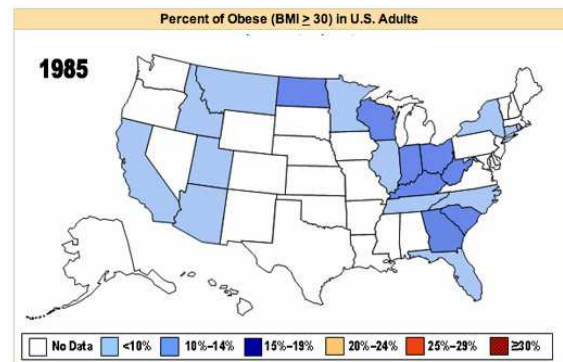 Percent of Obese (BMI ≥ 30) in U.S. Adults
1985
No Data <10% 10%–14% 15%–19% 20%–24% 25%–29% ≥30%